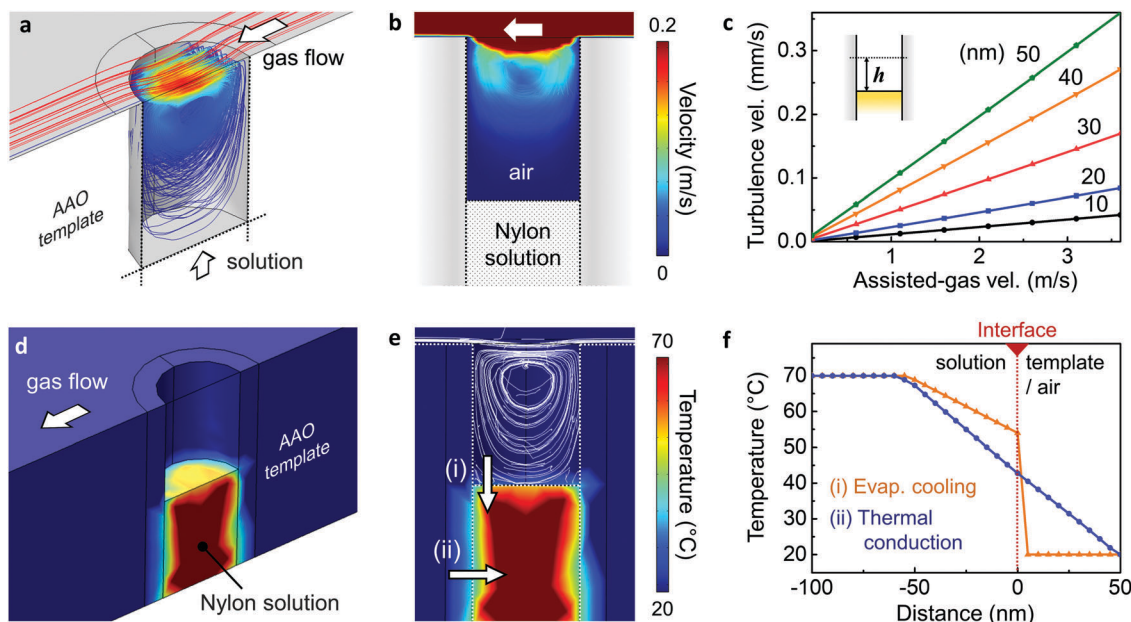 a
gas flow
AAO
template
solution
b
air
Nylon
solution
0.2
Velocity (m/s)
0
c
Turbulence vel. (mm/s)
0.3
0.2
0.1
0.0
(nm)
h
50
40
30
20
10
1
2
3
Assisted-gas vel. (m/s)
d
gas flow
AAO
template
Nylon solution
e
(i)
(ii)
70
Temperature (°C)
20
f
Interface
solution
template
/ air
Temperature (°C)
70
60
50
40
30
20
(i) Evap. cooling
(ii) Thermal
conduction
-100
-50
0
50
Distance (nm)